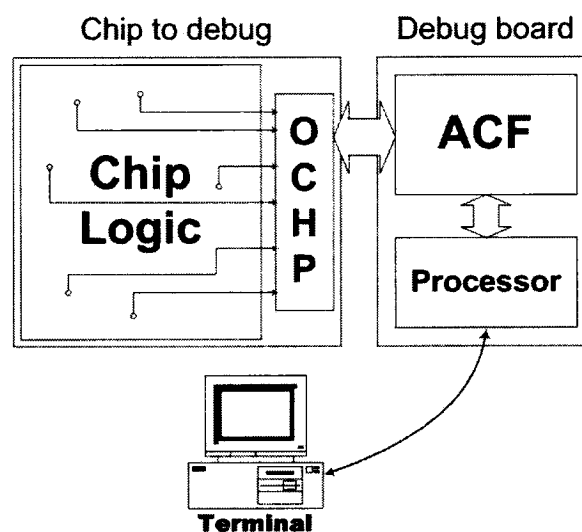 Chip to debug
Debug board
Chip
Logic
O
C
H
P
ACF
Processor
Terminal